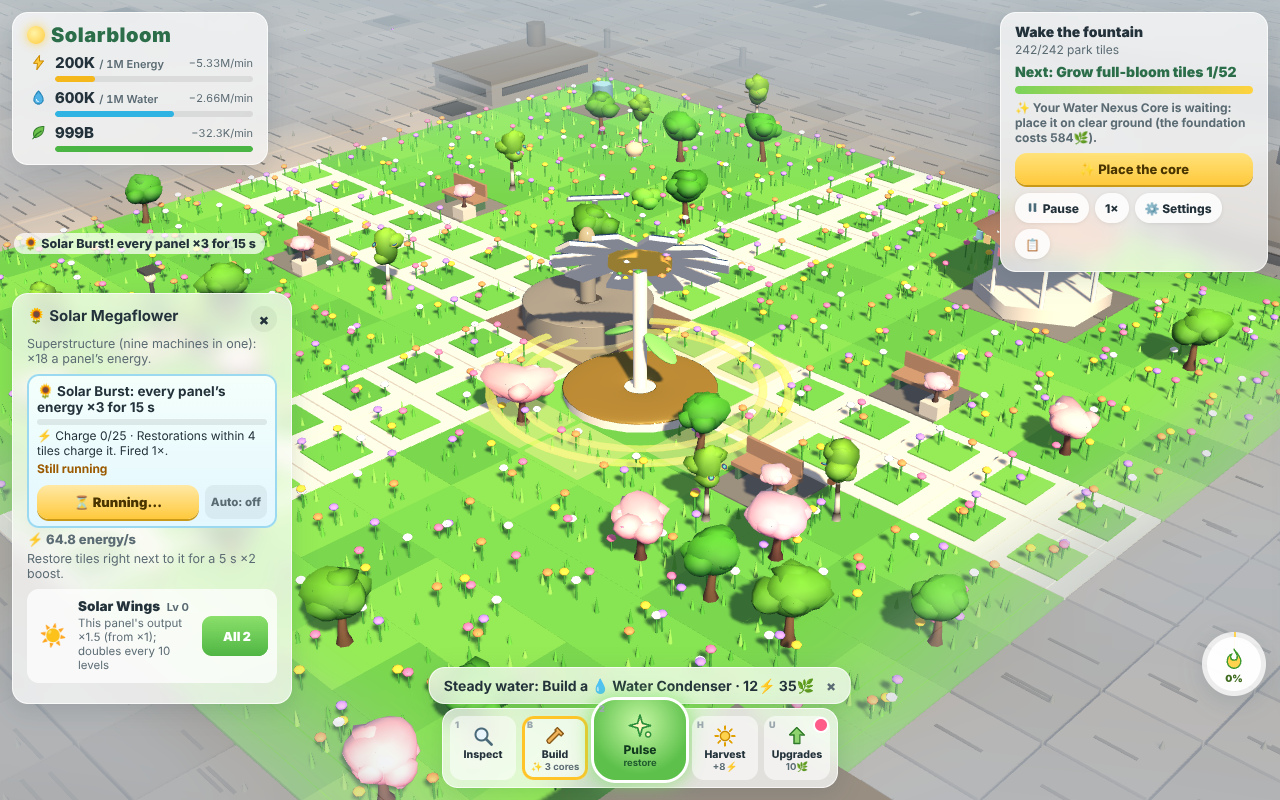 Solarbloom
200K / 1M Energy −5.33M/min
600K / 1M Water −2.66M/min
999B −32.3K/min
Solar Burst! every panel ×3 for 15 s
Solar Megaflower
×
Superstructure (nine machines in one):
×18 a panel's energy.
Solar Burst: every panel's
energy ×3 for 15 s
Charge 0/25 · Restorations within 4
tiles charge it. Fired 1×.
Still running
Running…
Auto: off
64.8 energy/s
Restore tiles right next to it for a 5 s ×2
boost.
Solar Wings Lv 0
This panel's output
×1.5 (from ×1);
doubles every 10
levels
All 2
Wake the fountain
242/242 park tiles
Next: Grow full-bloom tiles 1/52
Your Water Nexus Core is waiting:
place it on clear ground (the foundation
costs 584🌿).
Place the core
Pause
1×
Settings
0%
Steady water: Build a 💧 Water Condenser · 12⚡ 35🌿 ×
1
Inspect
B
Build
3 cores
Pulse
restore
H
Harvest
+8⚡
U
Upgrades
10🌿